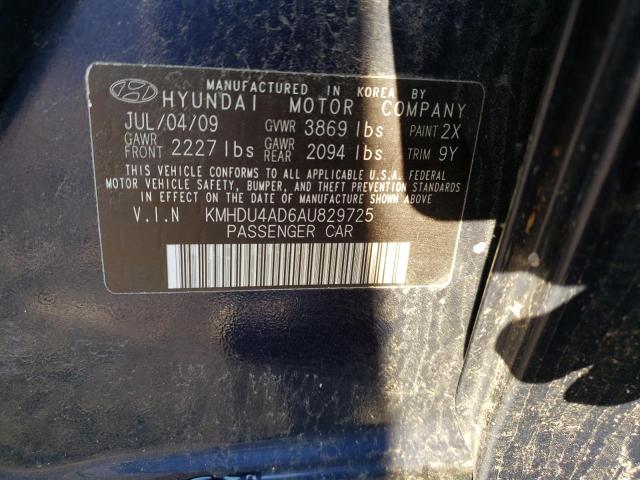 MANUFACTURED IN KOREA BY
HYUNDAI MOTOR COMPANY
JUL/04/09 GVWR 3869 lbs PAINT 2X
GAWR FRONT 2227 lbs GAWR REAR 2094 lbs TRIM 9Y
THIS VEHICLE CONFORMS TO ALL APPLICABLE U.S.A. FEDERAL
MOTOR VEHICLE SAFETY, BUMPER, AND THEFT PREVENTION STANDARDS
IN EFFECT ON THE DATE OF MANUFACTURE SHOWN ABOVE
V.I.N KMHDU4AD6AU829725
PASSENGER CAR